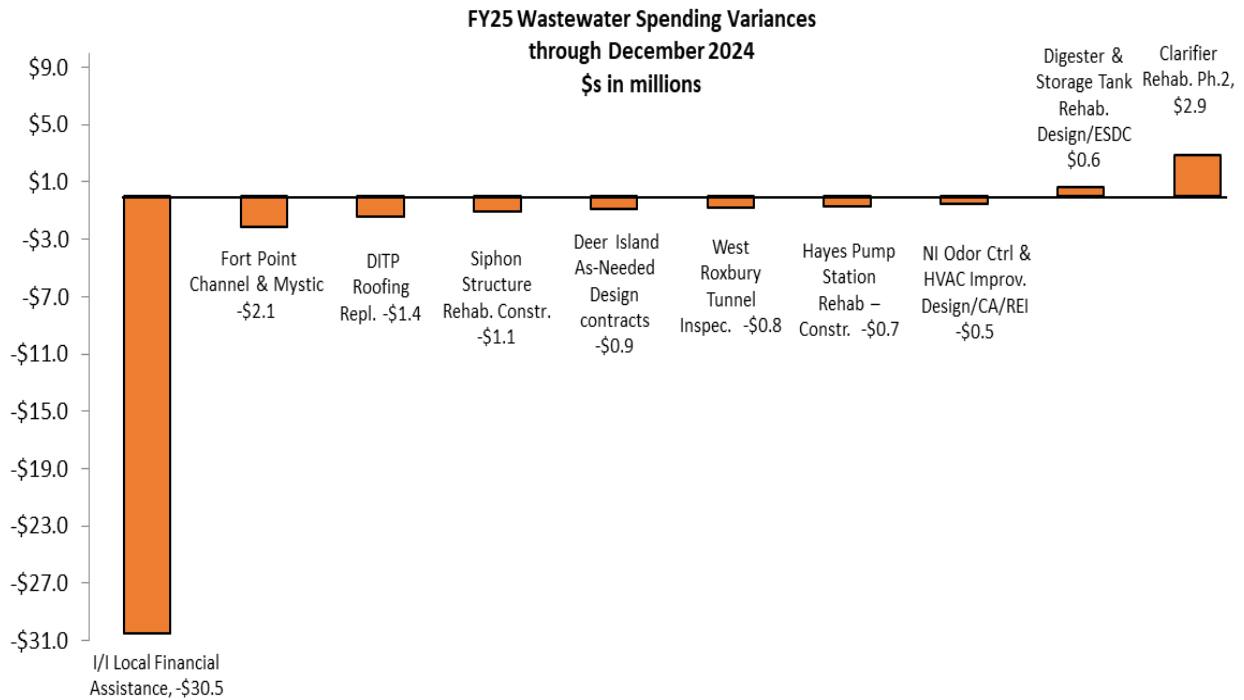 FY25 Wastewater Spending Variances
through December 2024
$s in millions
$9.0
$5.0
$1.0
-$3.0
-$7.0
-$11.0
-$15.0
-$19.0
-$23.0
-$27.0
-$31.0
I/I Local Financial
Assistance, -$30.5
Fort Point
Channel & Mystic
-$2.1
DITP
Roofing
Repl. -$1.4
Siphon
Structure
Rehab. Constr.
-$1.1
Deer Island
As-Needed
Design
contracts
-$0.9
West
Roxbury
Tunnel
Inspec. -$0.8
Hayes Pump
Station
Rehab –
Constr. -$0.7
NI Odor Ctrl &
HVAC Improv.
Design/CA/REI
-$0.5
Digester &
Storage Tank
Rehab.
Design/ESDC
$0.6
Clarifier
Rehab. Ph.2,
$2.9